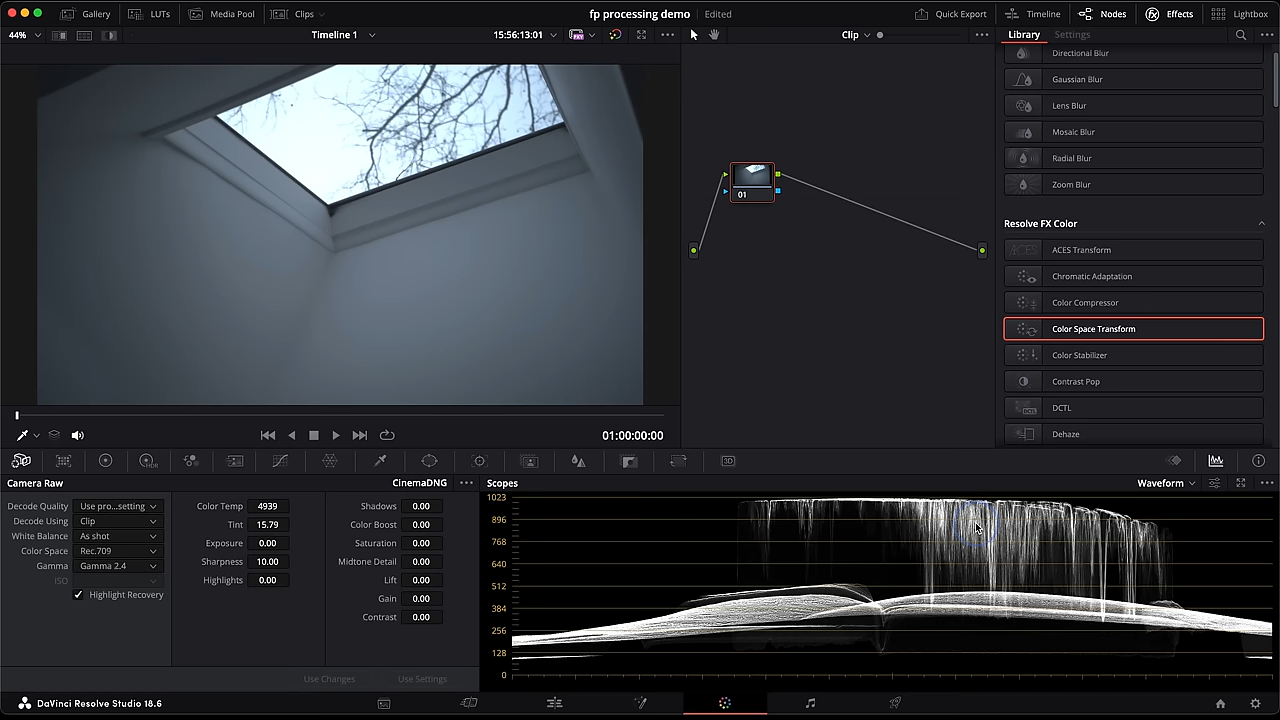 Gallery LUTs Media Pool Clips fp processing demo Edited Quick Export Timeline Nodes Effects Lightbox
44% Timeline 1 15:56:13:01 Clip Library Settings
Directional Blur
Gaussian Blur
Lens Blur
Mosaic Blur
Radial Blur
Zoom Blur
01
Resolve FX Color
ACES Transform
Chromatic Adaptation
Color Compressor
Color Space Transform
Color Stabilizer
Contrast Pop
DCTL
Dehaze
01:00:00:00
Camera Raw CinemaDNG Scopes Waveform
Decode Quality
Decode Using Clip
White Balance As shot
Color Space Rec.709
Gamma Gamma 2.4
ISO
Highlight Recovery
Tint 15.79
Exposure 0.00
Sharpness 10.00
Highlights 0.00
Shadows 0.00
Color Boost 0.00
Saturation 0.00
Midtone Detail 0.00
Lift 0.00
Gain 0.00
Contrast 0.00
Use Changes Use Settings
1023
896
768
640
512
384
256
128
0
DaVinci Resolve Studio 18.6